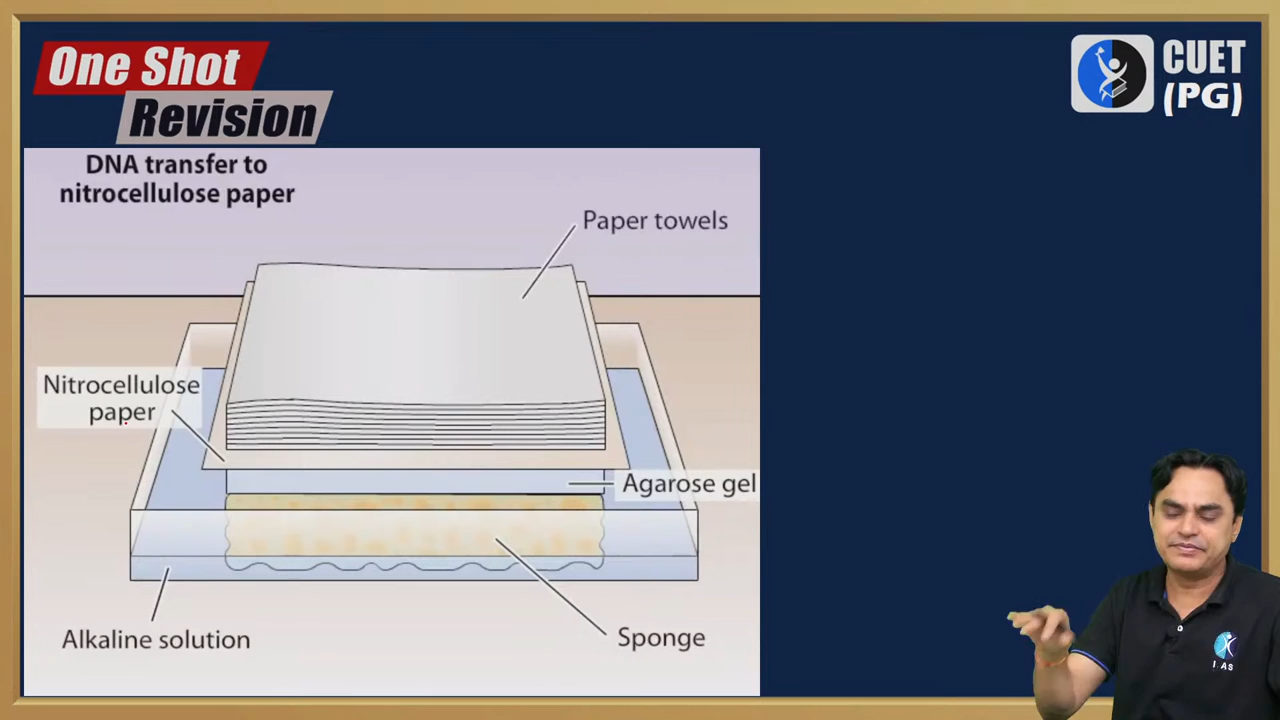 One Shot
Revision
CUET
(PG)
DNA transfer to
nitrocellulose paper
Paper towels
Nitrocellulose
paper
Agarose gel
Alkaline solution
Sponge